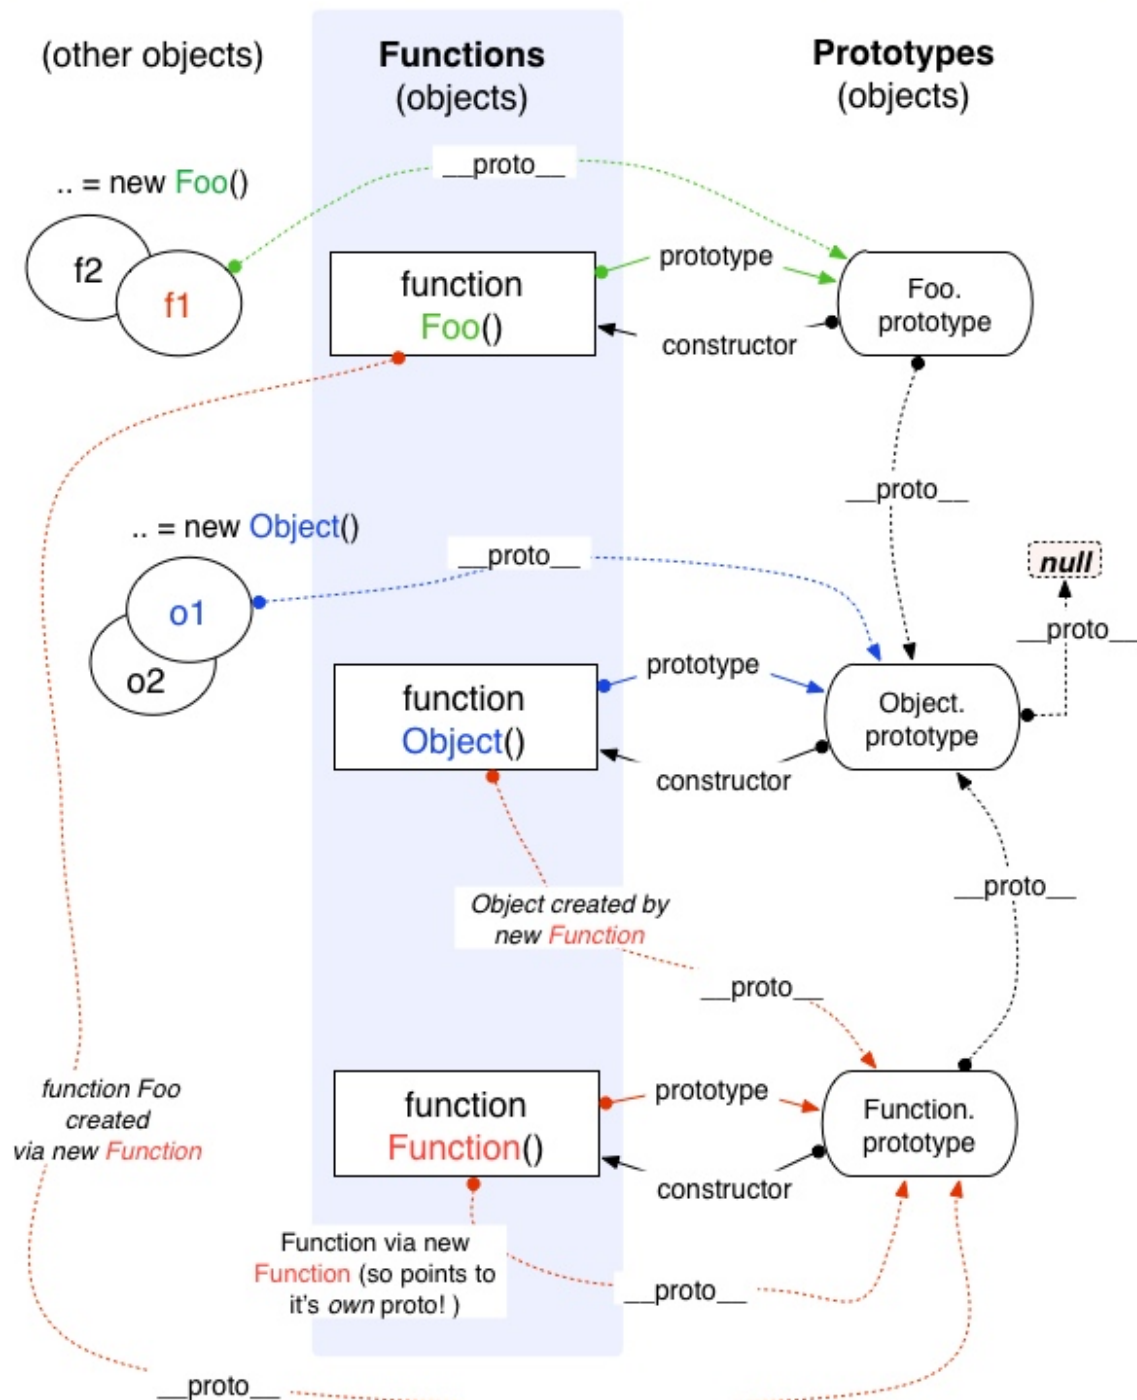 (other objects)
Functions
(objects)
Prototypes
(objects)
__proto__
.. = new Foo()
f2
f1
function
Foo()
prototype
constructor
Foo.
prototype
__proto__
.. = new Object()
__proto__
null
__proto__
o1
o2
function
Object()
prototype
constructor
Object.
prototype
__proto__
Object created by
new Function
__proto__
function Foo
created
via new Function
function
Function()
prototype
constructor
Function.
prototype
Function via new
Function (so points to
it's own proto! )
__proto__
__proto__